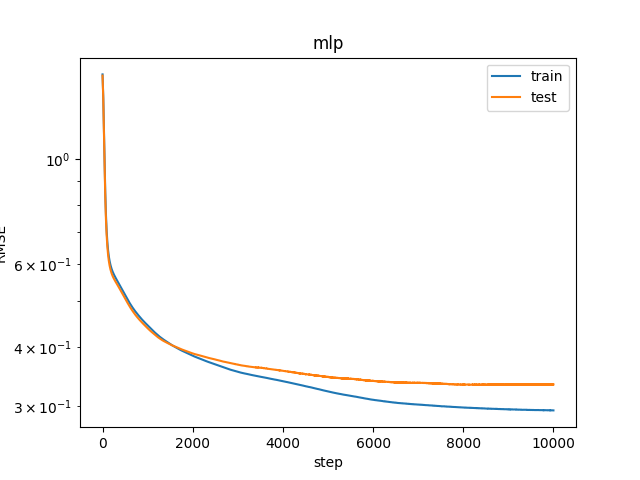 mlp
train
test
10⁰
6 × 10⁻¹
4 × 10⁻¹
3 × 10⁻¹
RMSE
0 2000 4000 6000 8000 10000
step